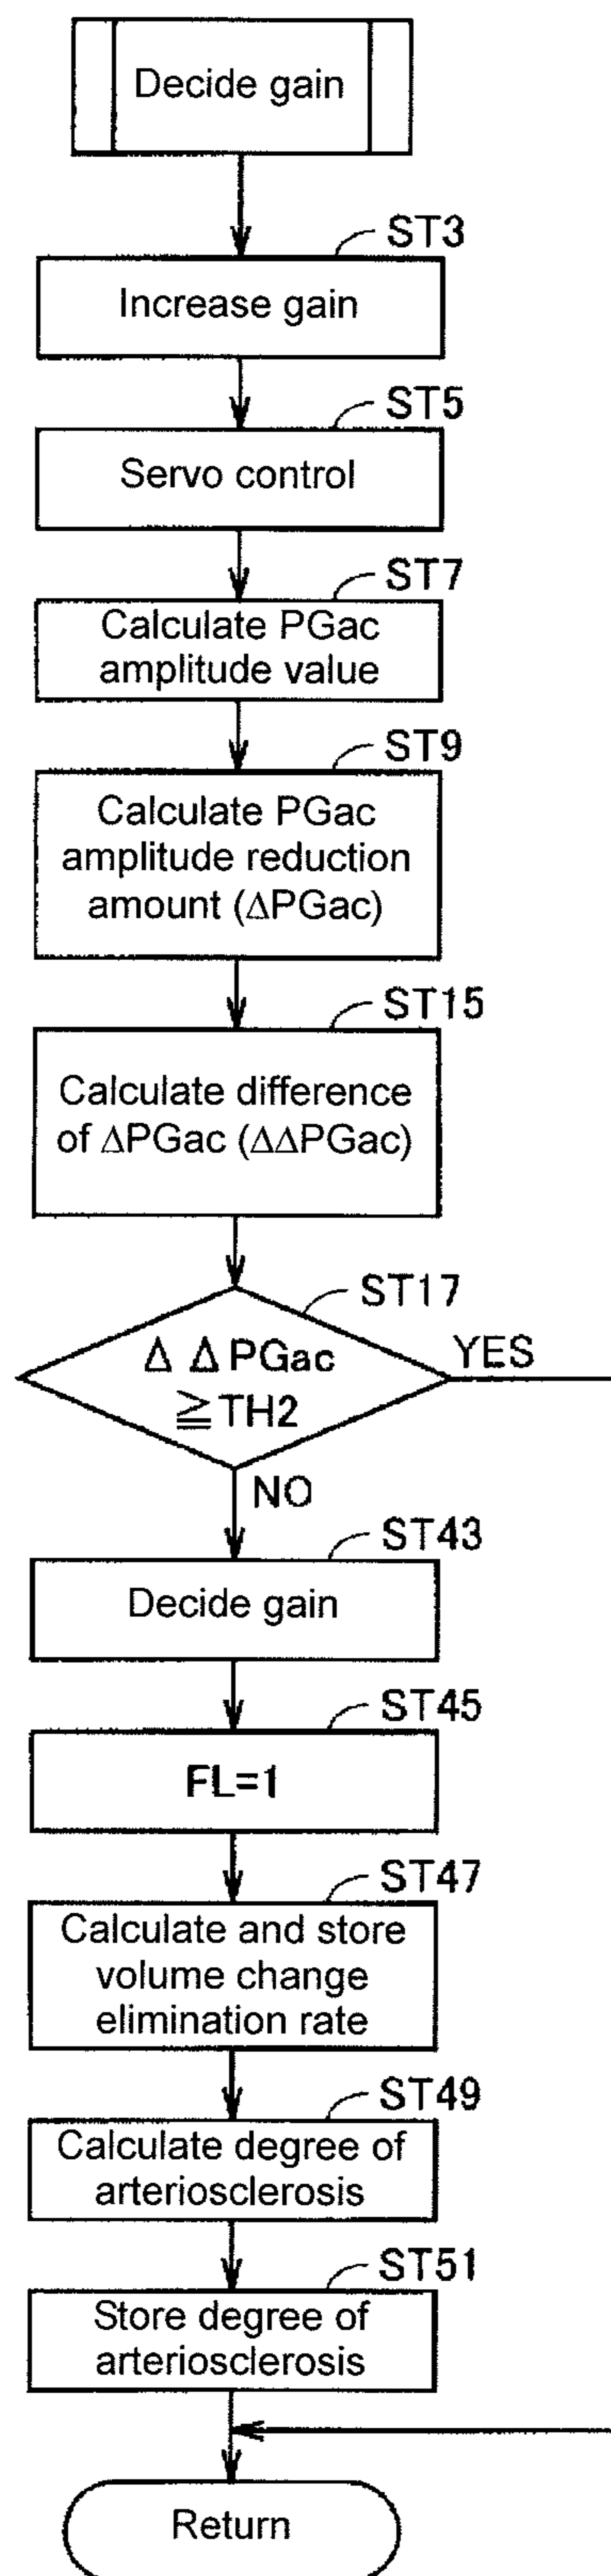 Decide gain
ST3
Increase gain
ST5
Servo control
ST7
Calculate PGac
amplitude value
ST9
Calculate PGac
amplitude reduction
amount (ΔPGac)
ST15
Calculate difference
of ΔPGac (ΔΔPGac)
ST17
Δ Δ PGac
≧TH2
YES
NO
ST43
Decide gain
ST45
FL=1
ST47
Calculate and store
volume change
elimination rate
ST49
Calculate degree of
arteriosclerosis
ST51
Store degree of
arteriosclerosis
Return